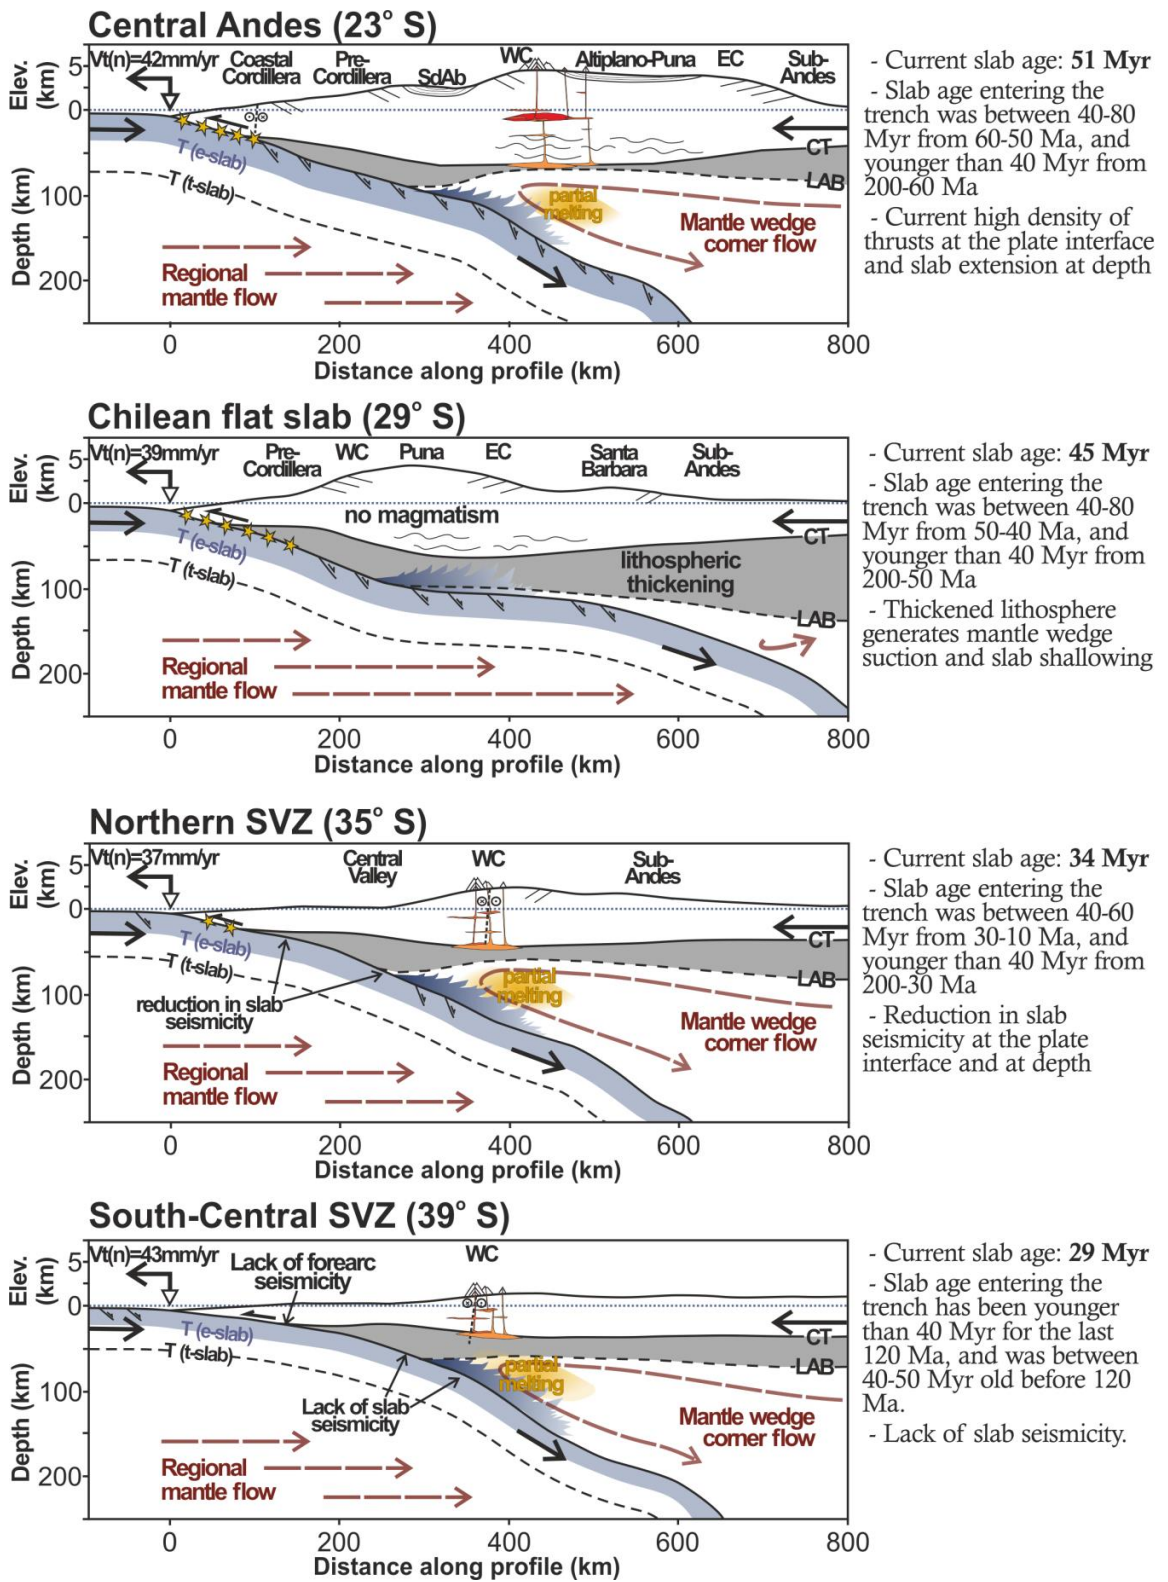 Central Andes (23° S)
Vt(n)=42mm/yr
Coastal
Cordillera
Pre-
Cordillera
SdAb
WC
Altiplano-Puna
EC
Sub-
Andes
Elev.
(km)
5
0
Depth (km)
100
200
T (e-slab)
T (t-slab)
CT
LAB
partial
melting
Mantle wedge
corner flow
Regional
mantle flow
0
200
400
600
800
Distance along profile (km)
- Current slab age: 51 Myr
- Slab age entering the
trench was between 40-80
Myr from 60-50 Ma, and
younger than 40 Myr from
200-60 Ma
- Current high density of
thrusts at the plate interface
and slab extension at depth
Chilean flat slab (29° S)
Vt(n)=39mm/yr
Pre-
Cordillera
WC
Puna
EC
Santa
Barbara
Sub-
Andes
Elev.
(km)
5
0
Depth (km)
100
200
no magmatism
T (e-slab)
T (t-slab)
CT
lithospheric
thickening
LAB
Regional
mantle flow
0
200
400
600
800
Distance along profile (km)
- Current slab age: 45 Myr
- Slab age entering the
trench was between 40-80
Myr from 50-40 Ma, and
younger than 40 Myr from
200-50 Ma
- Thickened lithosphere
generates mantle wedge
suction and slab shallowing
Northern SVZ (35° S)
Vt(n)=37mm/yr
Central
Valley
WC
Sub-
Andes
Elev.
(km)
5
0
Depth (km)
100
200
T (e-slab)
T (t-slab)
CT
LAB
reduction in slab
seismicity
partial
melting
Mantle wedge
corner flow
Regional
mantle flow
0
200
400
600
800
Distance along profile (km)
- Current slab age: 34 Myr
- Slab age entering the
trench was between 40-60
Myr from 30-10 Ma, and
younger than 40 Myr from
200-30 Ma
- Reduction in slab
seismicity at the plate
interface and at depth
South-Central SVZ (39° S)
Vt(n)=43mm/yr
Lack of forearc
seismicity
WC
Elev.
(km)
5
0
Depth (km)
100
200
T (e-slab)
T (t-slab)
CT
LAB
Lack of slab
seismicity
partial
melting
Mantle wedge
corner flow
Regional
mantle flow
0
200
400
600
800
Distance along profile (km)
- Current slab age: 29 Myr
- Slab age entering the
trench has been younger
than 40 Myr for the last
120 Ma, and was between
40-50 Myr old before 120
Ma.
- Lack of slab seismicity.